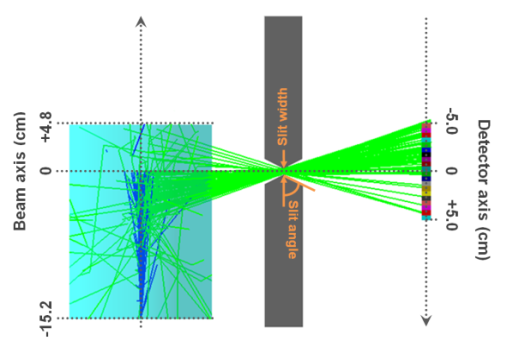 Beam axis (cm)
+4.8
0
-15.2
Slit width
Slit angle
-5.0
0
+5.0
Detector axis (cm)